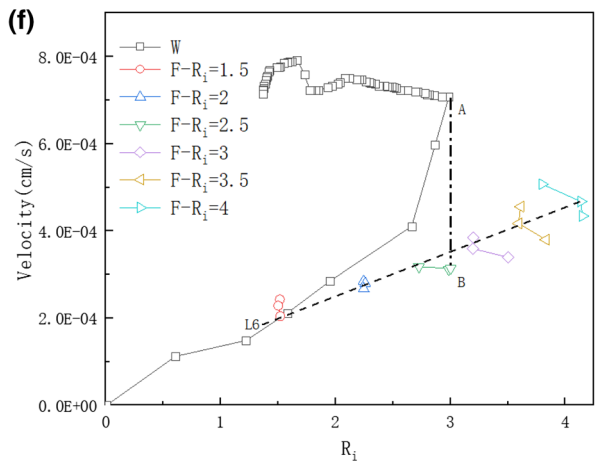 (f)
W
F-Ri=1.5
F-Ri=2
F-Ri=2.5
F-Ri=3
F-Ri=3.5
F-Ri=4
8.0E-04
6.0E-04
4.0E-04
2.0E-04
0.0E+00
Velocity(cm/s)
A
B
L6
0 1 2 3 4
Ri